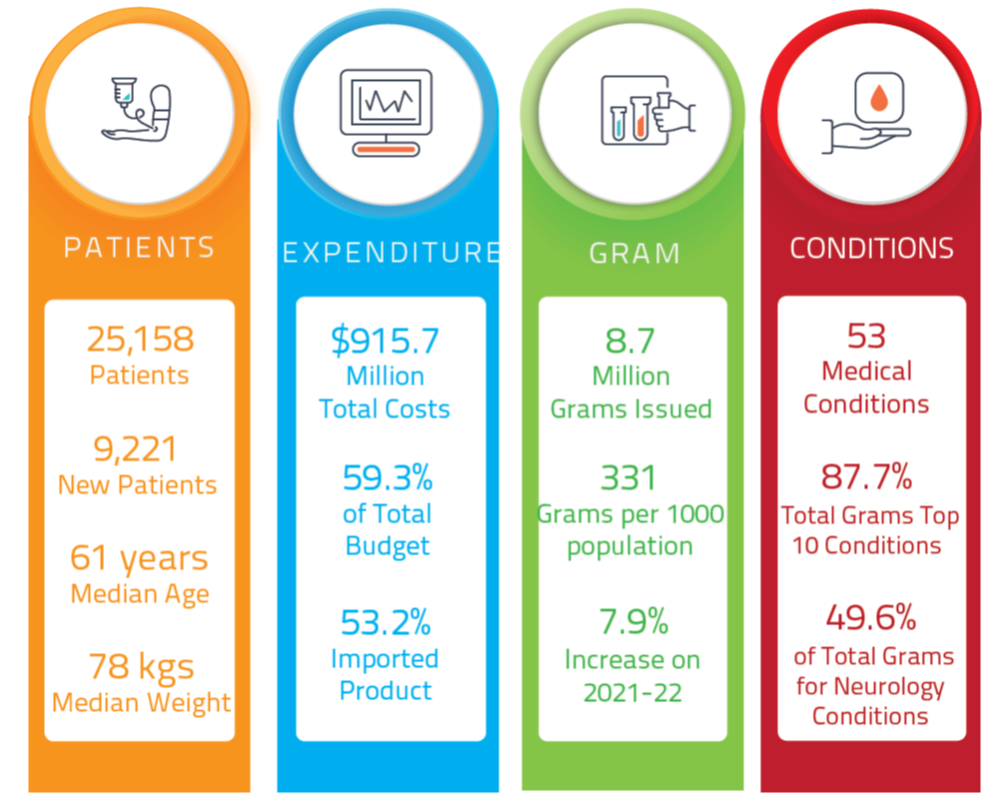 PATIENTS
25,158
Patients
9,221
New Patients
61 years
Median Age
78 kgs
Median Weight
EXPENDITURE
$915.7
Million
Total Costs
59.3%
of Total
Budget
53.2%
Imported
Product
GRAM
8.7
Million
Grams Issued
331
Grams per 1000
population
7.9%
Increase on
2021-22
CONDITIONS
53
Medical
Conditions
87.7%
Total Grams Top
10 Conditions
49.6%
of Total Grams
for Neurology
Conditions